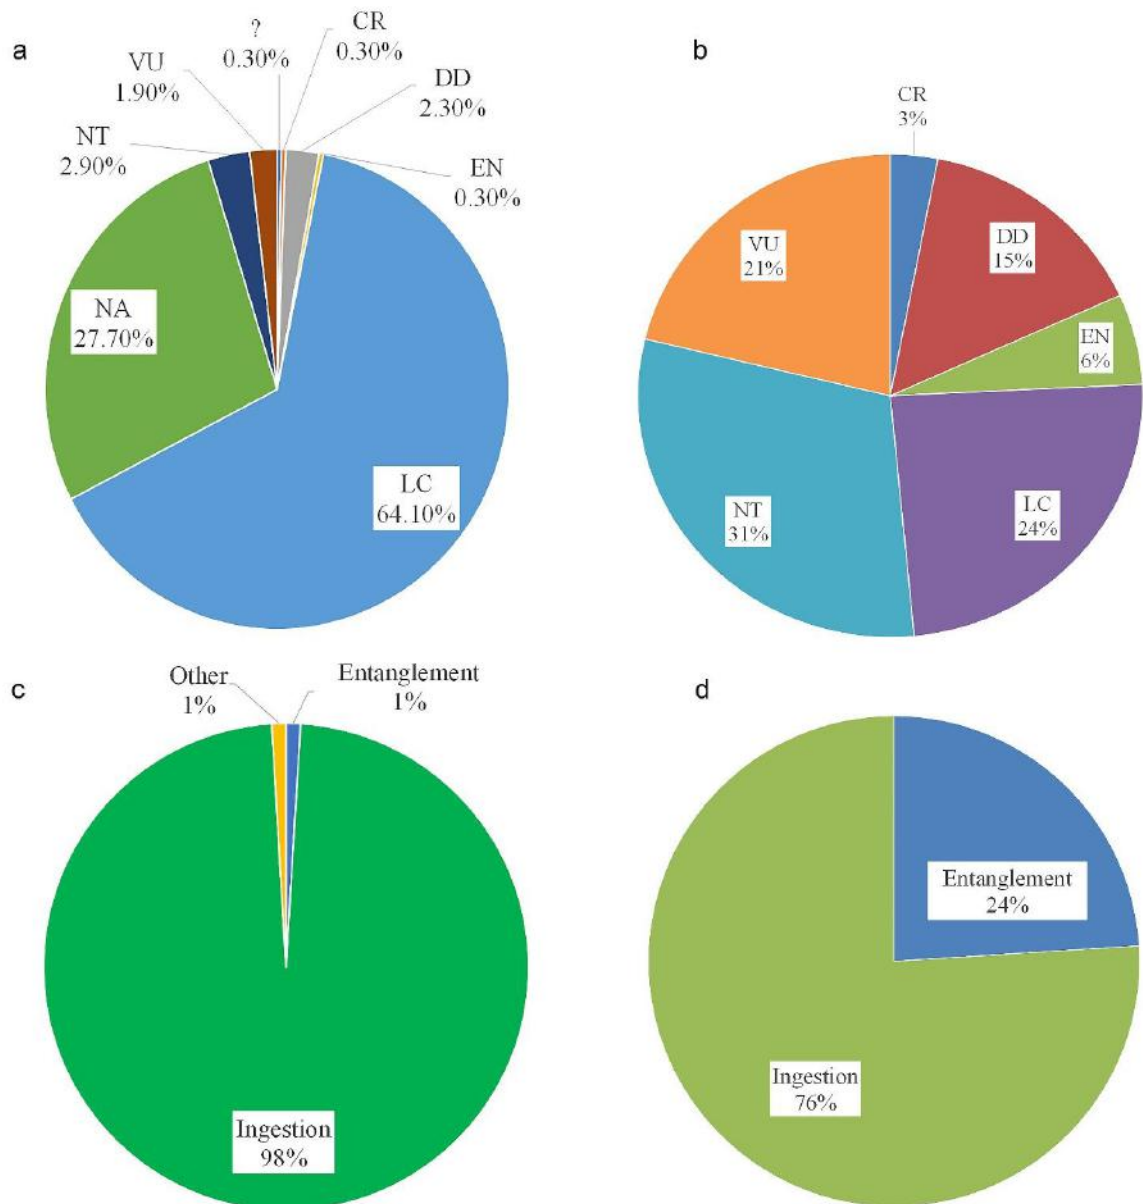 a
?
0.30%
CR
0.30%
VU
1.90%
DD
2.30%
NT
2.90%
EN
0.30%
NA
27.70%
LC
64.10%
b
CR
3%
VU
21%
DD
15%
EN
6%
NT
31%
LC
24%
c
Other
1%
Entanglement
1%
Ingestion
98%
d
Entanglement
24%
Ingestion
76%